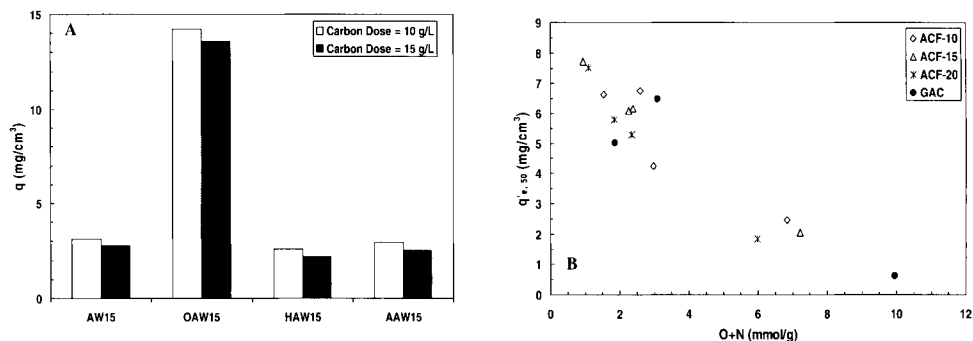 A
Carbon Dose = 10 g/L
Carbon Dose = 15 g/L
15
10
5
0
q (mg/cm³)
AW15
OAW15
HAW15
AAW15
9
8
7
6
5
4
3
2
1
0
q'e, 50 (mg/cm³)
ACF-10
ACF-15
ACF-20
GAC
B
0
2
4
6
8
10
12
O+N (mmol/g)